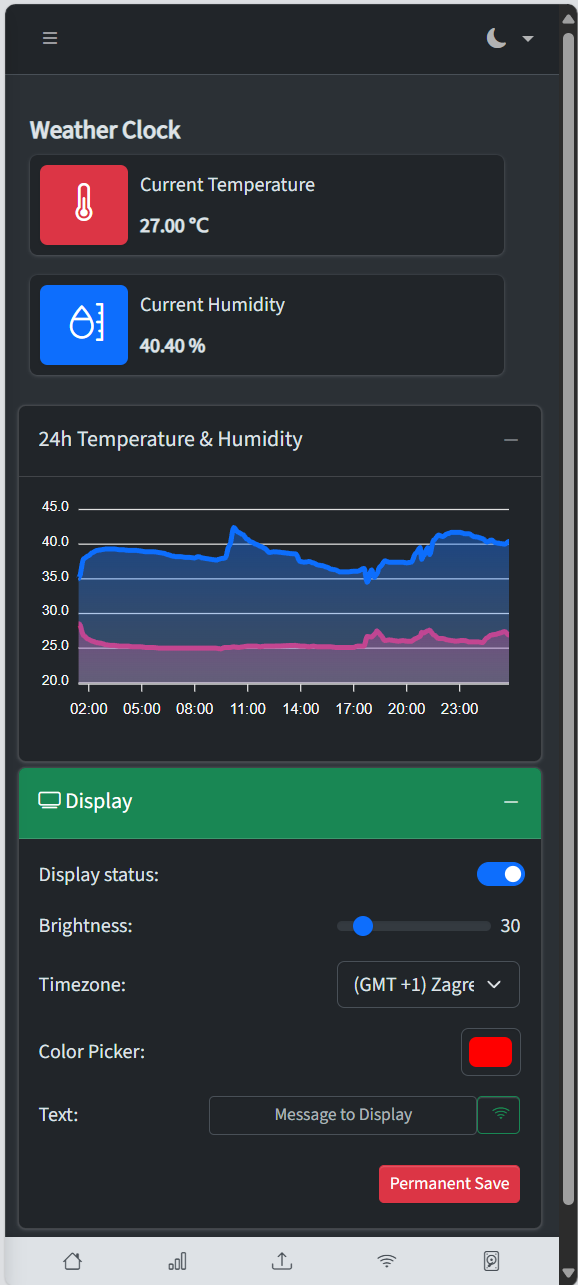 Weather Clock
Current Temperature
27.00 °C
Current Humidity
40.40 %
24h Temperature & Humidity
45.0
40.0
35.0
30.0
25.0
20.0
02:00 05:00 08:00 11:00 14:00 17:00 20:00 23:00
Display
Display status:
Brightness: 30
Timezone: (GMT +1) Zagre
Color Picker:
Text: Message to Display
Permanent Save